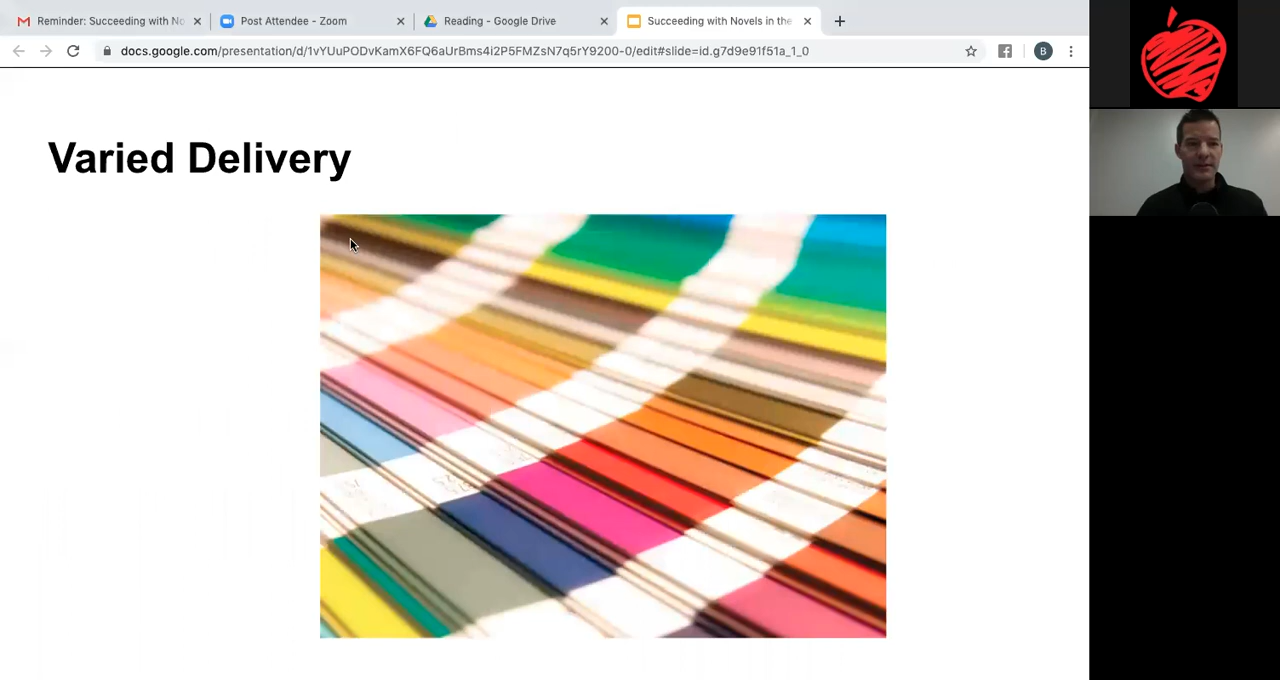 Reminder: Succeeding with No
Post Attendee - Zoom
Reading - Google Drive
Succeeding with Novels in the
docs.google.com/presentation/d/1vYUuPODvKamX6FQ6aUrBms4i2P5FMZsN7q5rY9200-0/edit#slide=id.g7d9e91f51a_1_0
B
Varied Delivery